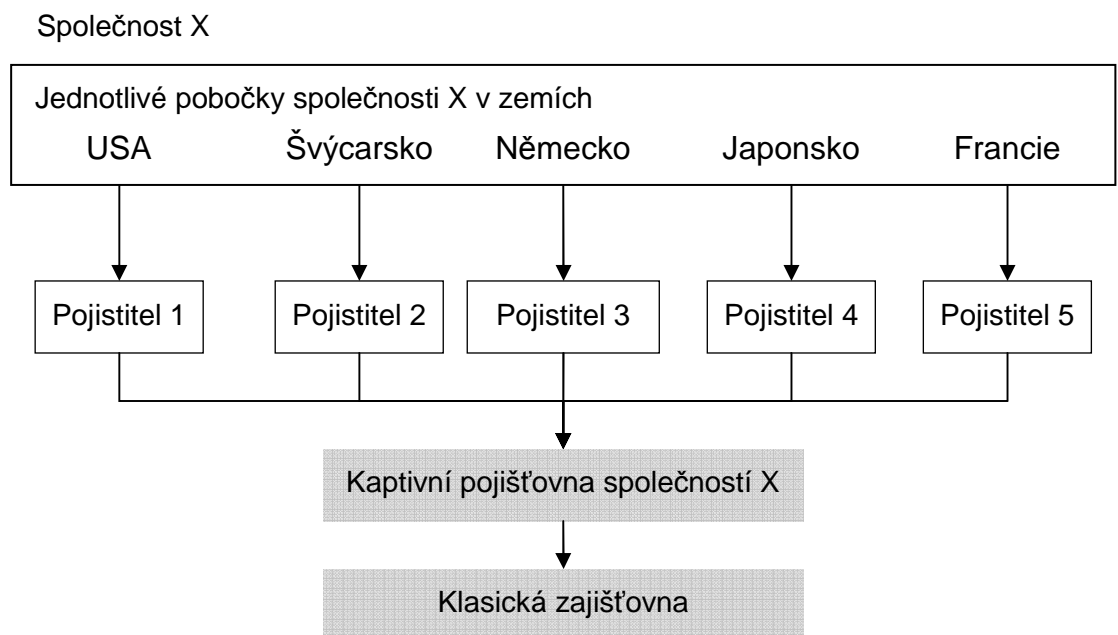 Společnost X
Jednotlivé pobočky společnosti X v zemích
USA Švýcarsko Německo Japonsko Francie
Pojistitel 1 Pojistitel 2 Pojistitel 3 Pojistitel 4 Pojistitel 5
Kaptivní pojišťovna společností X
Klasická zajišťovna